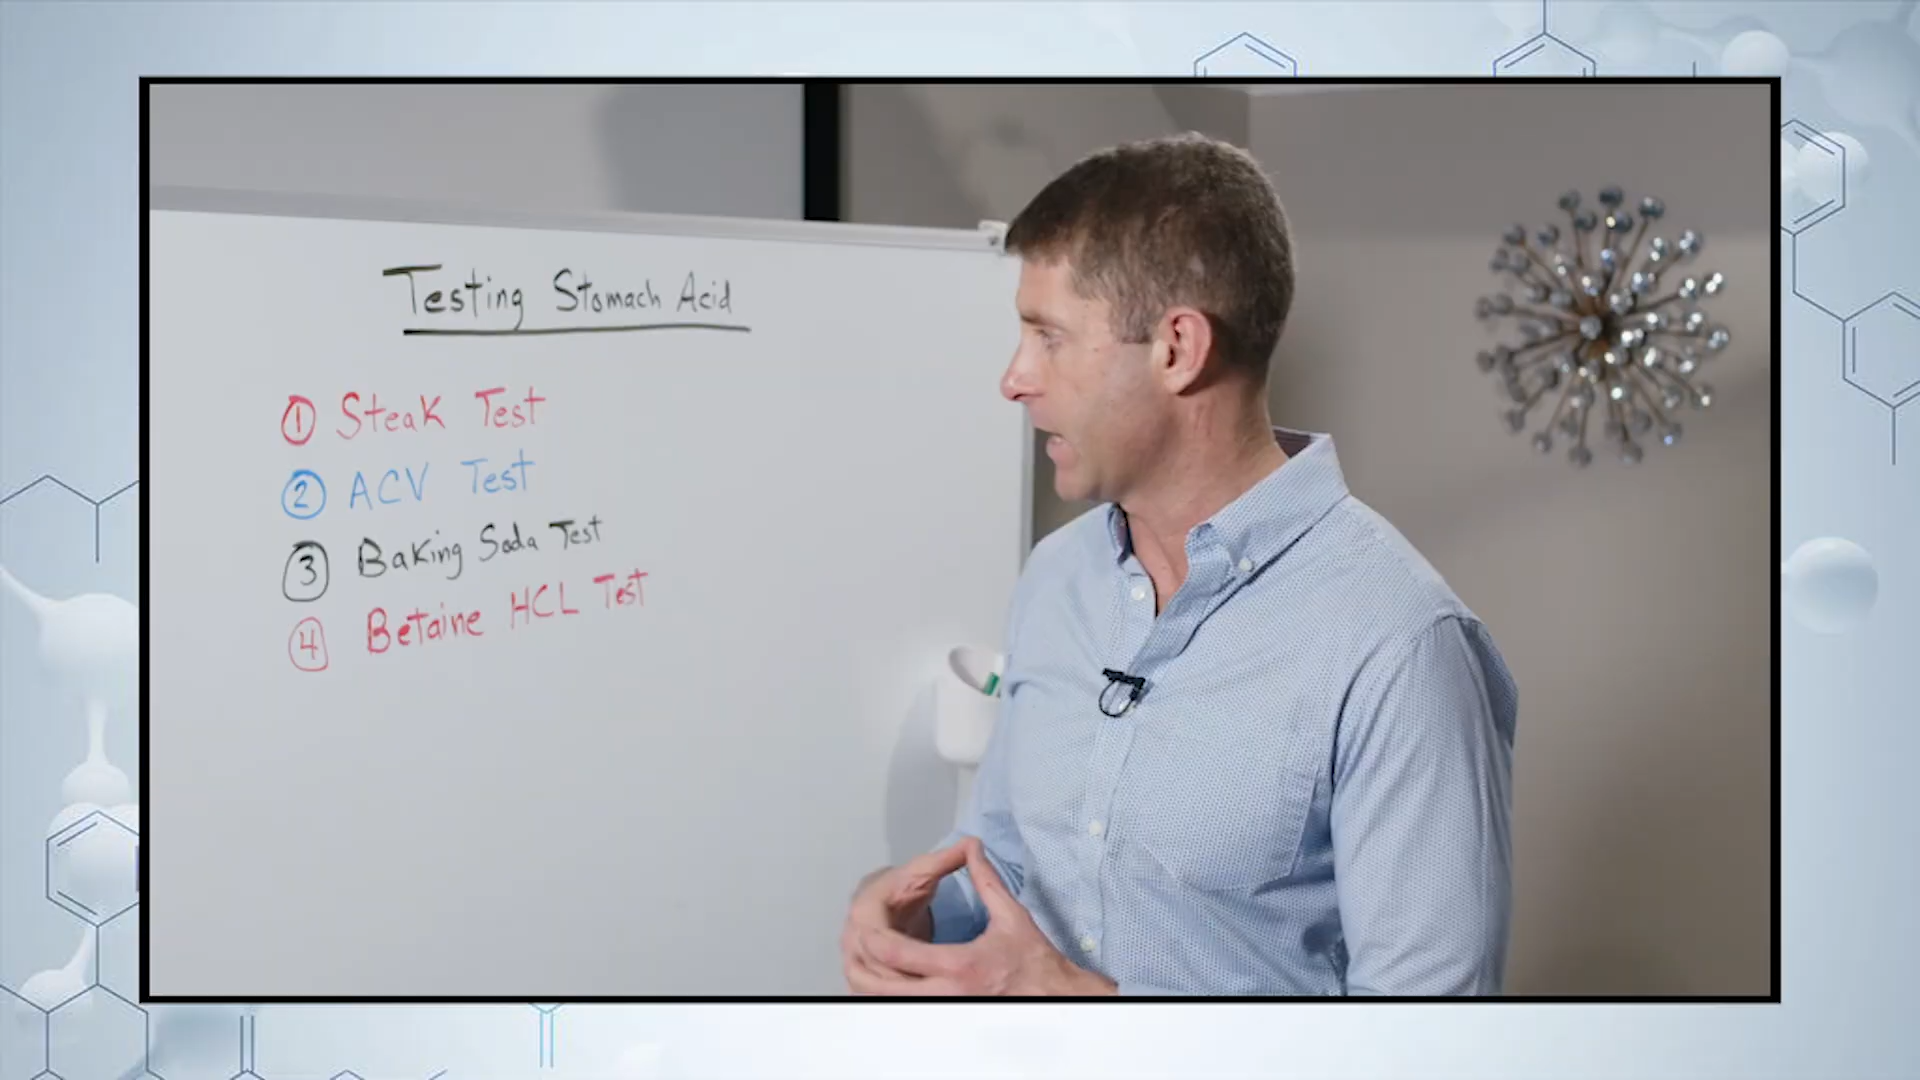 Testing Stomach Acid
① Steak Test
② ACV Test
③ Baking Soda Test
④ Betaine HCL Test